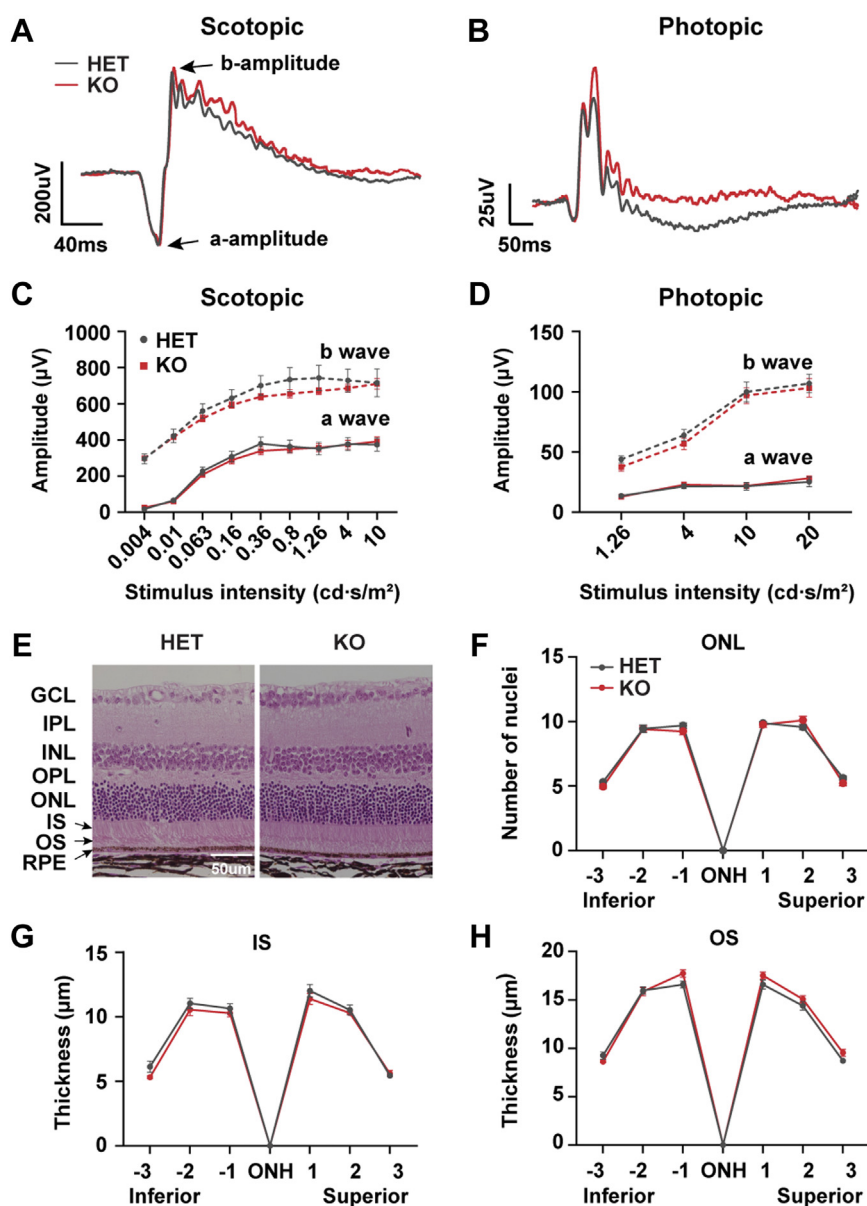 A
Scotopic
HET
KO
b-amplitude
a-amplitude
200uV
40ms
B
Photopic
25uV
50ms
C
Scotopic
Amplitude (µV)
1000
800
600
400
200
0
HET
KO
b wave
a wave
0.004 0.01 0.063 0.16 0.36 0.8 1.26 4 10
Stimulus intensity (cd·s/m²)
D
Photopic
Amplitude (µV)
150
100
50
0
b wave
a wave
1.26 4 10 20
Stimulus intensity (cd·s/m²)
E
HET KO
GCL
IPL
INL
OPL
ONL
IS
OS
RPE
50um
F
ONL
Number of nuclei
15
10
5
0
HET
KO
-3 -2 -1 ONH 1 2 3
Inferior Superior
G
IS
Thickness (µm)
15
10
5
0
-3 -2 -1 ONH 1 2 3
Inferior Superior
H
OS
Thickness (µm)
20
15
10
5
0
-3 -2 -1 ONH 1 2 3
Inferior Superior